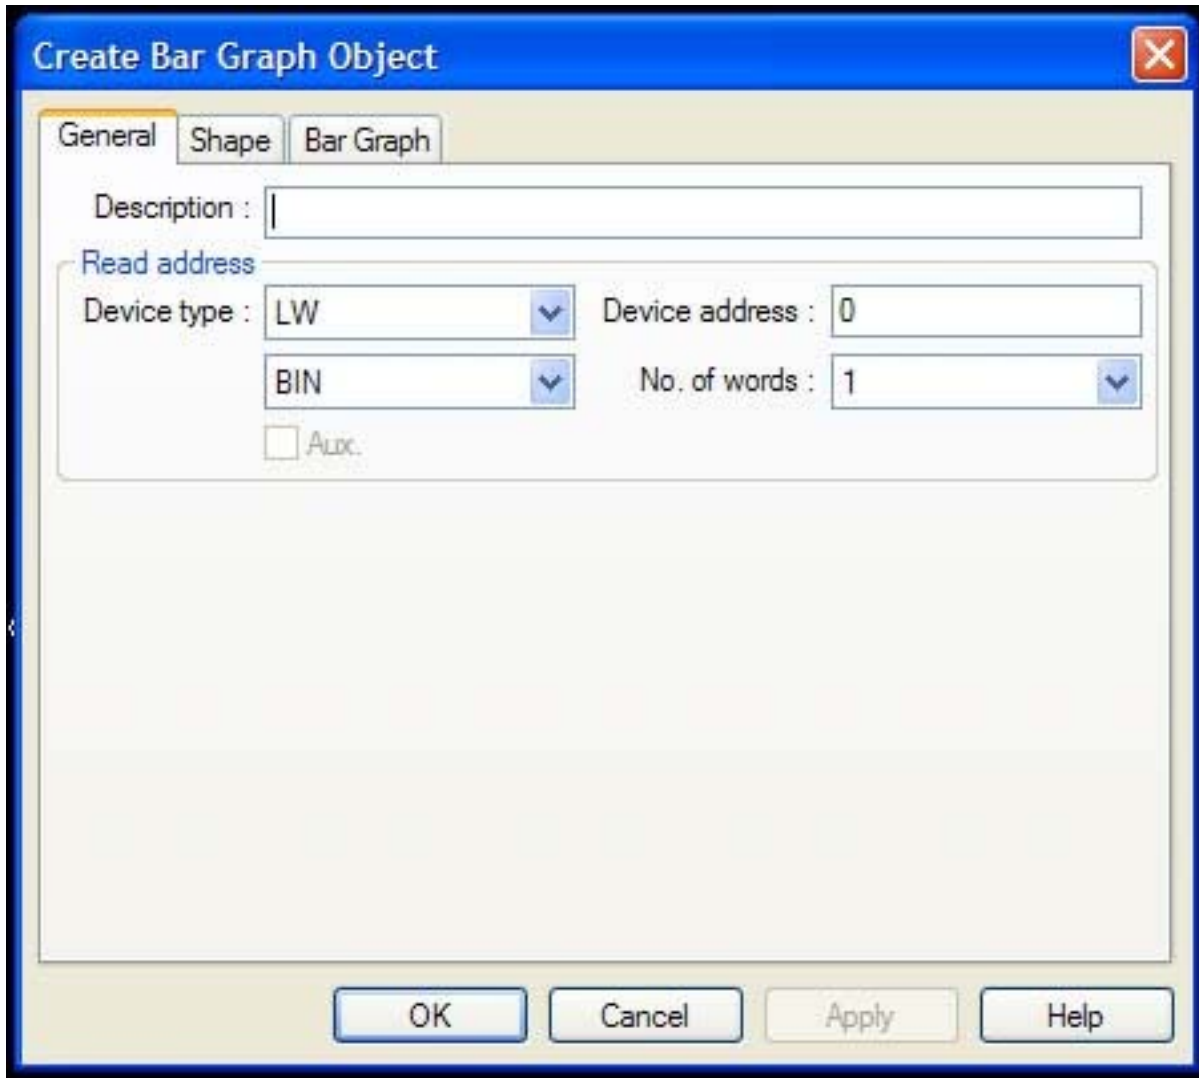 Create Bar Graph Object
General Shape Bar Graph
Description :
Read address
Device type : LW Device address : 0
BIN No. of words : 1
Aux.
OK Cancel Apply Help